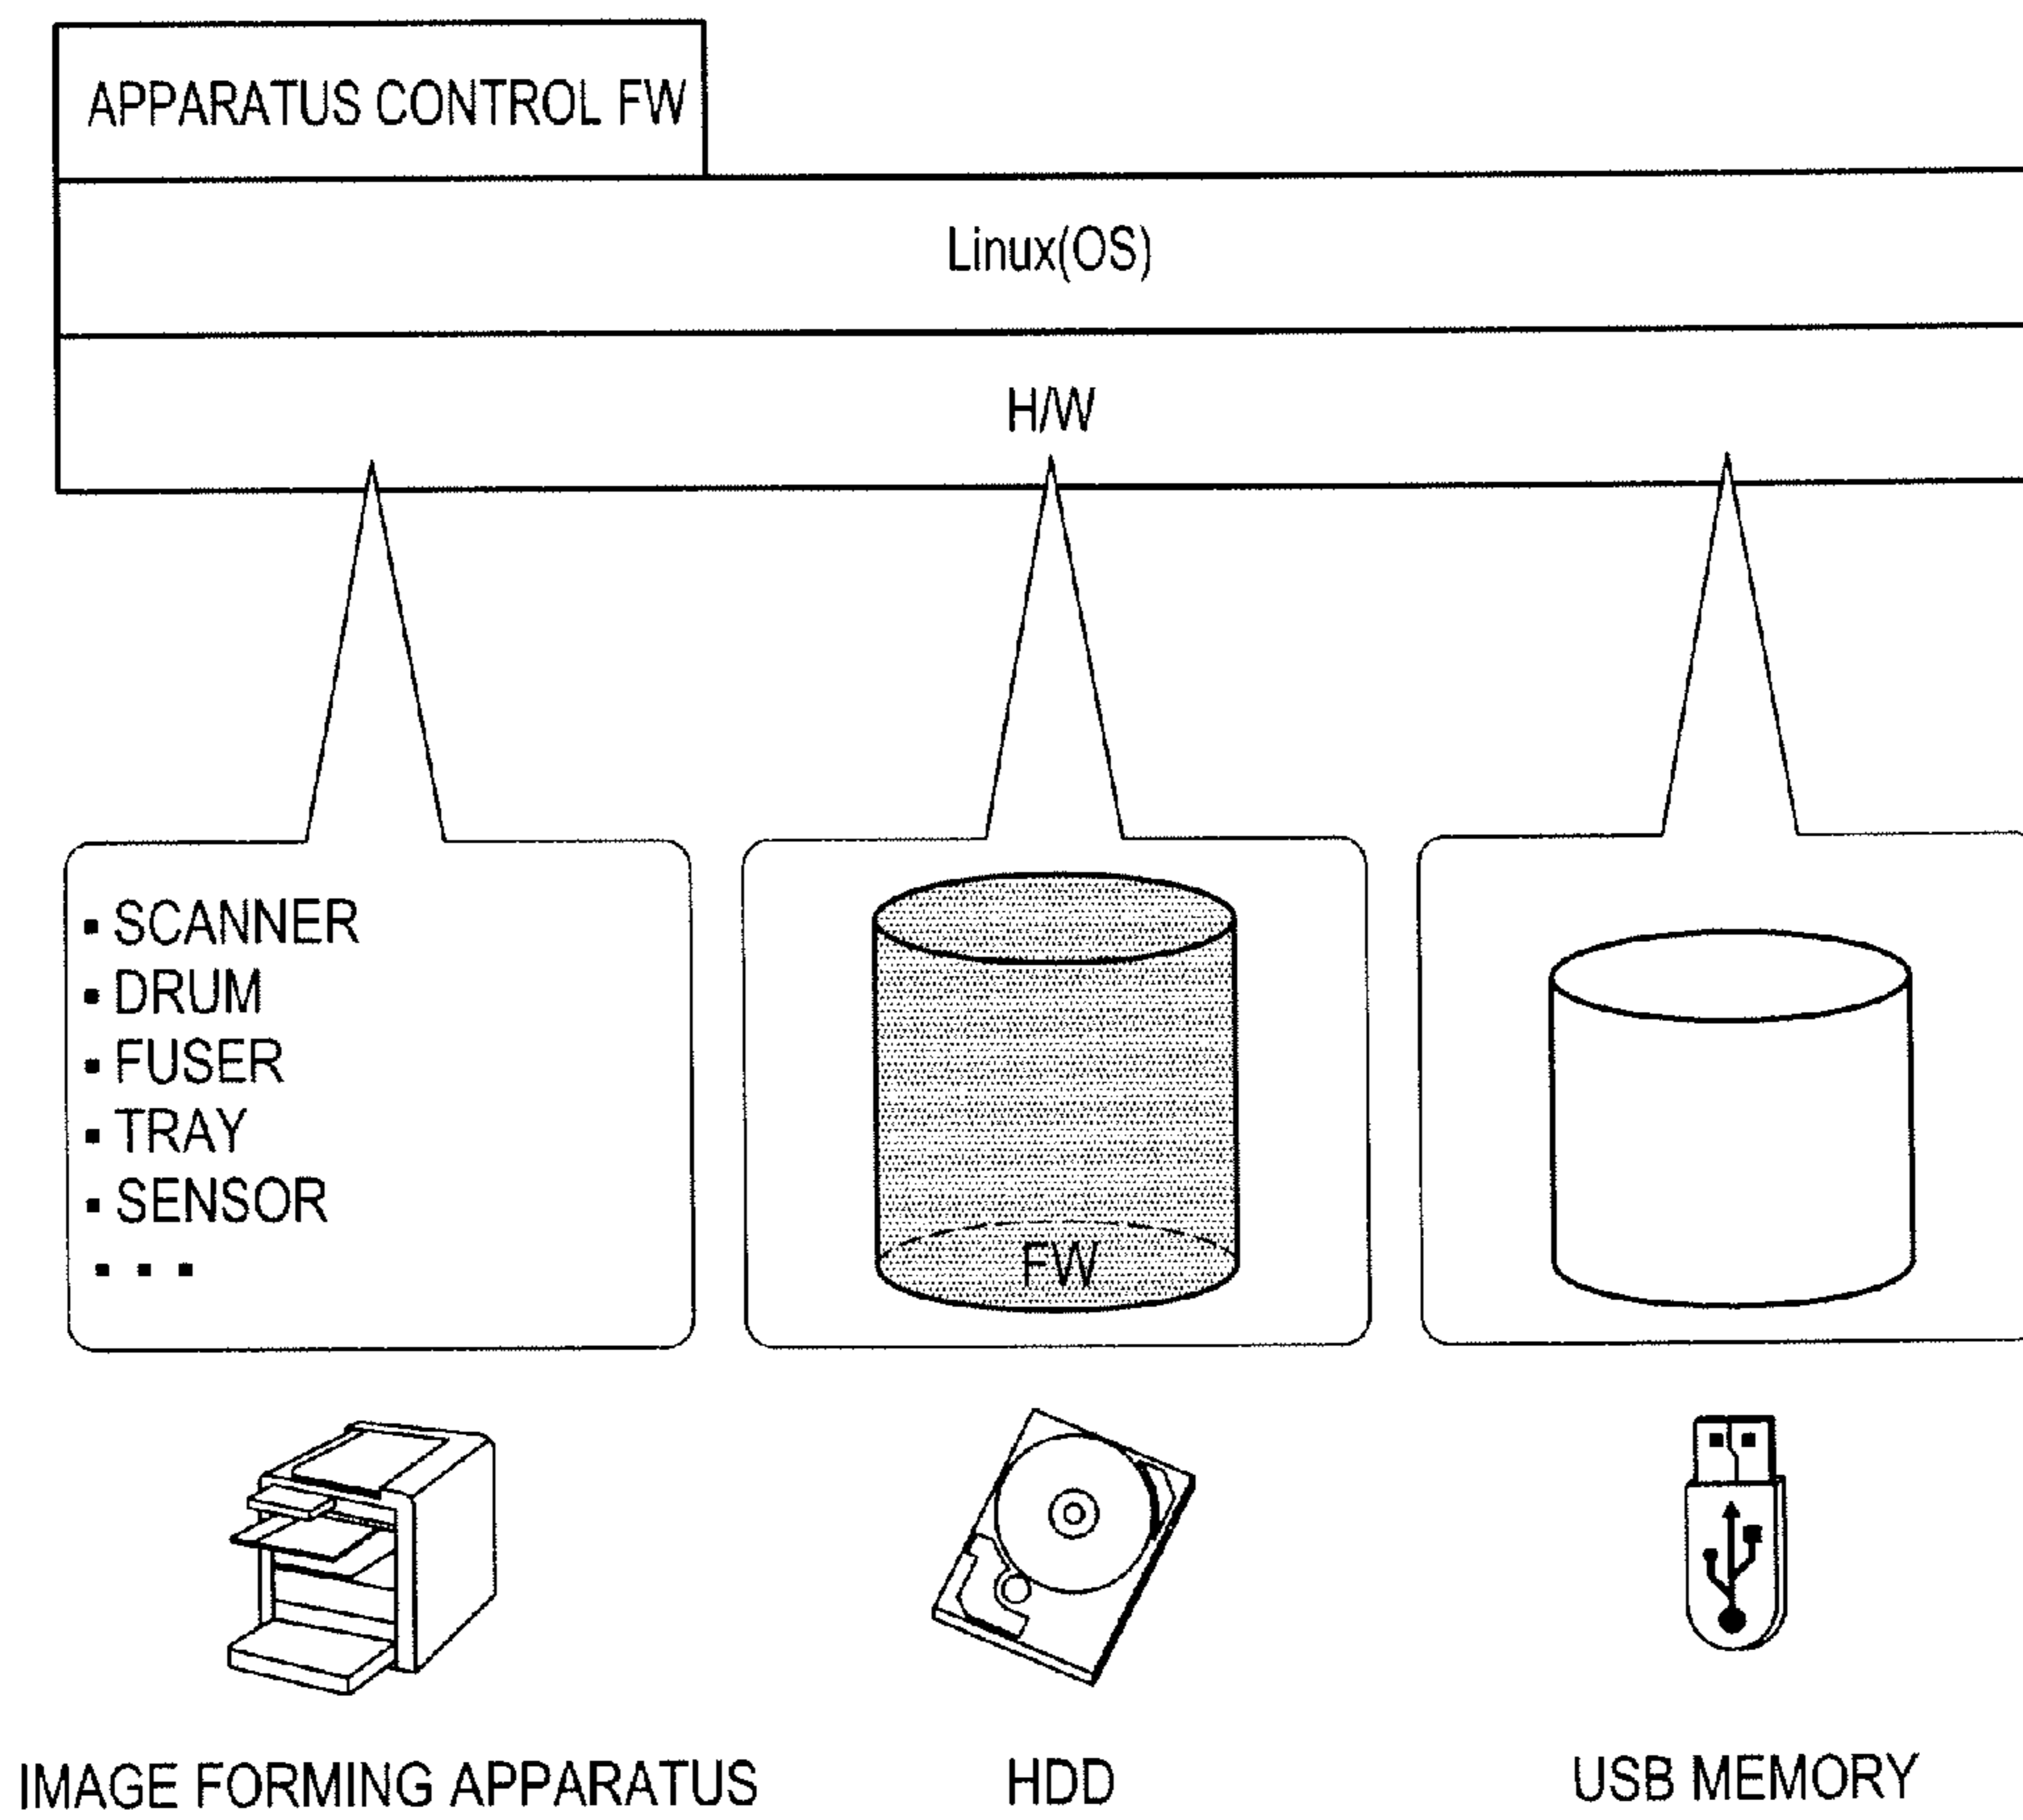 APPARATUS CONTROL FW
Linux(OS)
H/W
▪ SCANNER
▪ DRUM
▪ FUSER
▪ TRAY
▪ SENSOR
▪ ▪ ▪
FW
IMAGE FORMING APPARATUS
HDD
USB MEMORY